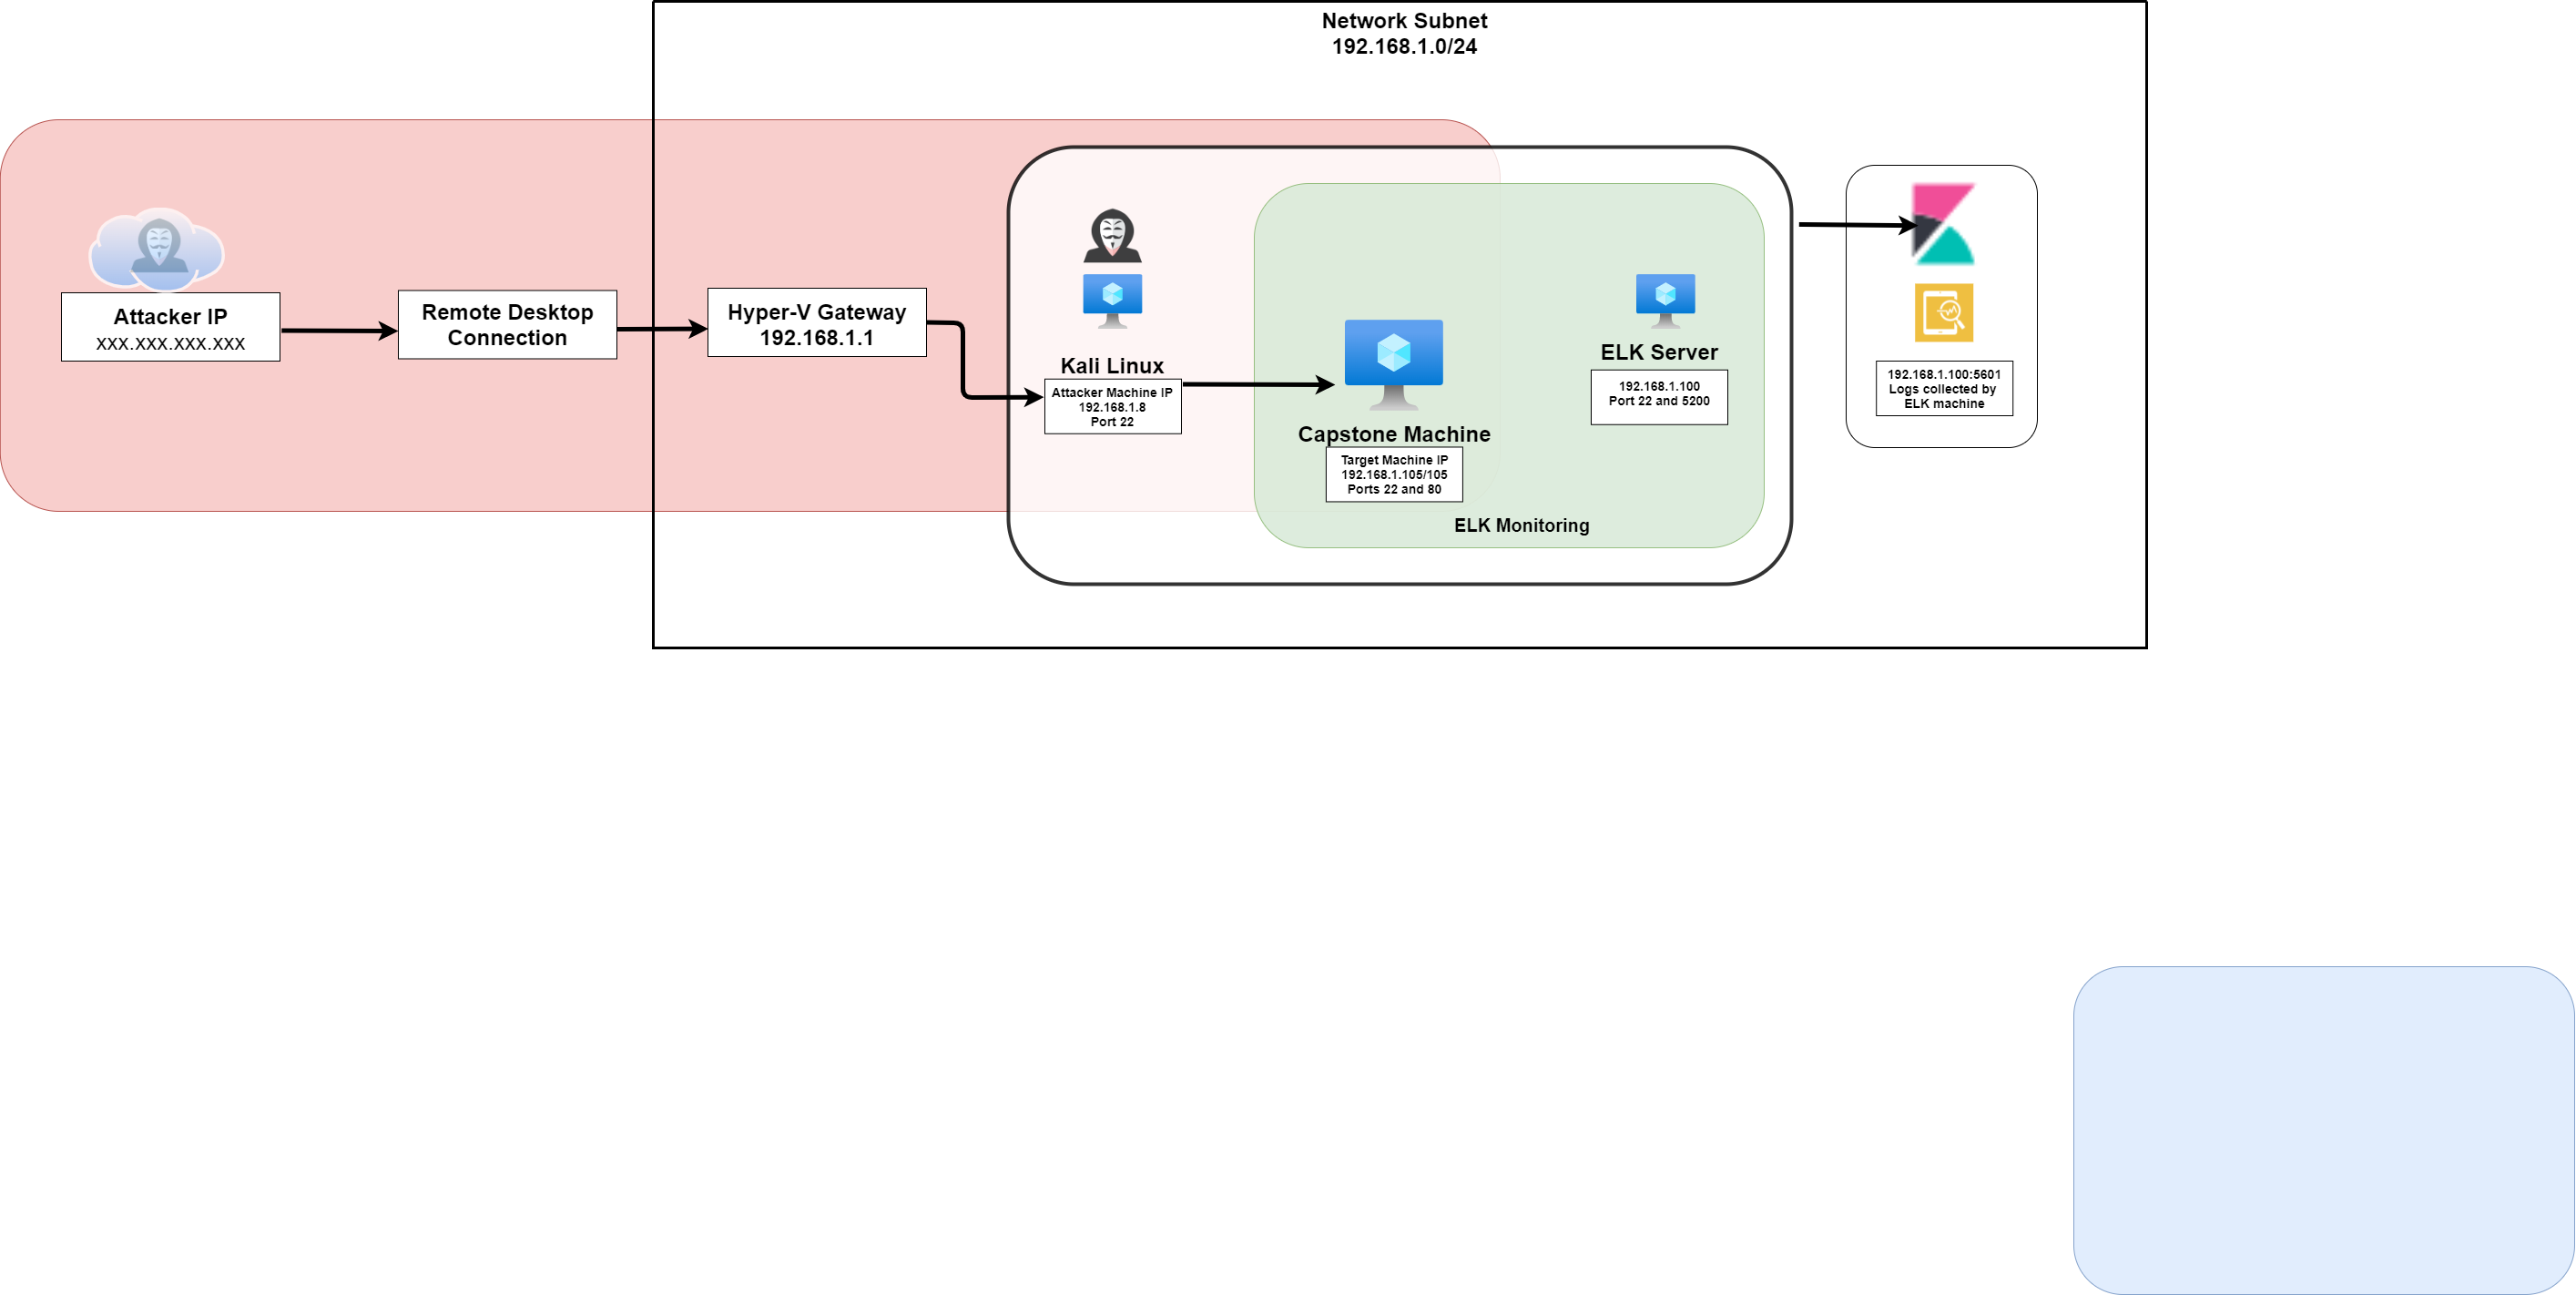 Network Subnet
192.168.1.0/24
Attacker IP
XXX.XXX.XXX.XXX
Remote Desktop
Connection
Hyper-V Gateway
192.168.1.1
Kali Linux
Attacker Machine IP
192.168.1.8
Port 22
Capstone Machine
Target Machine IP
192.168.1.105/105
Ports 22 and 80
ELK Server
192.168.1.100
Port 22 and 5200
ELK Monitoring
192.168.1.100:5601
Logs collected by
ELK machine